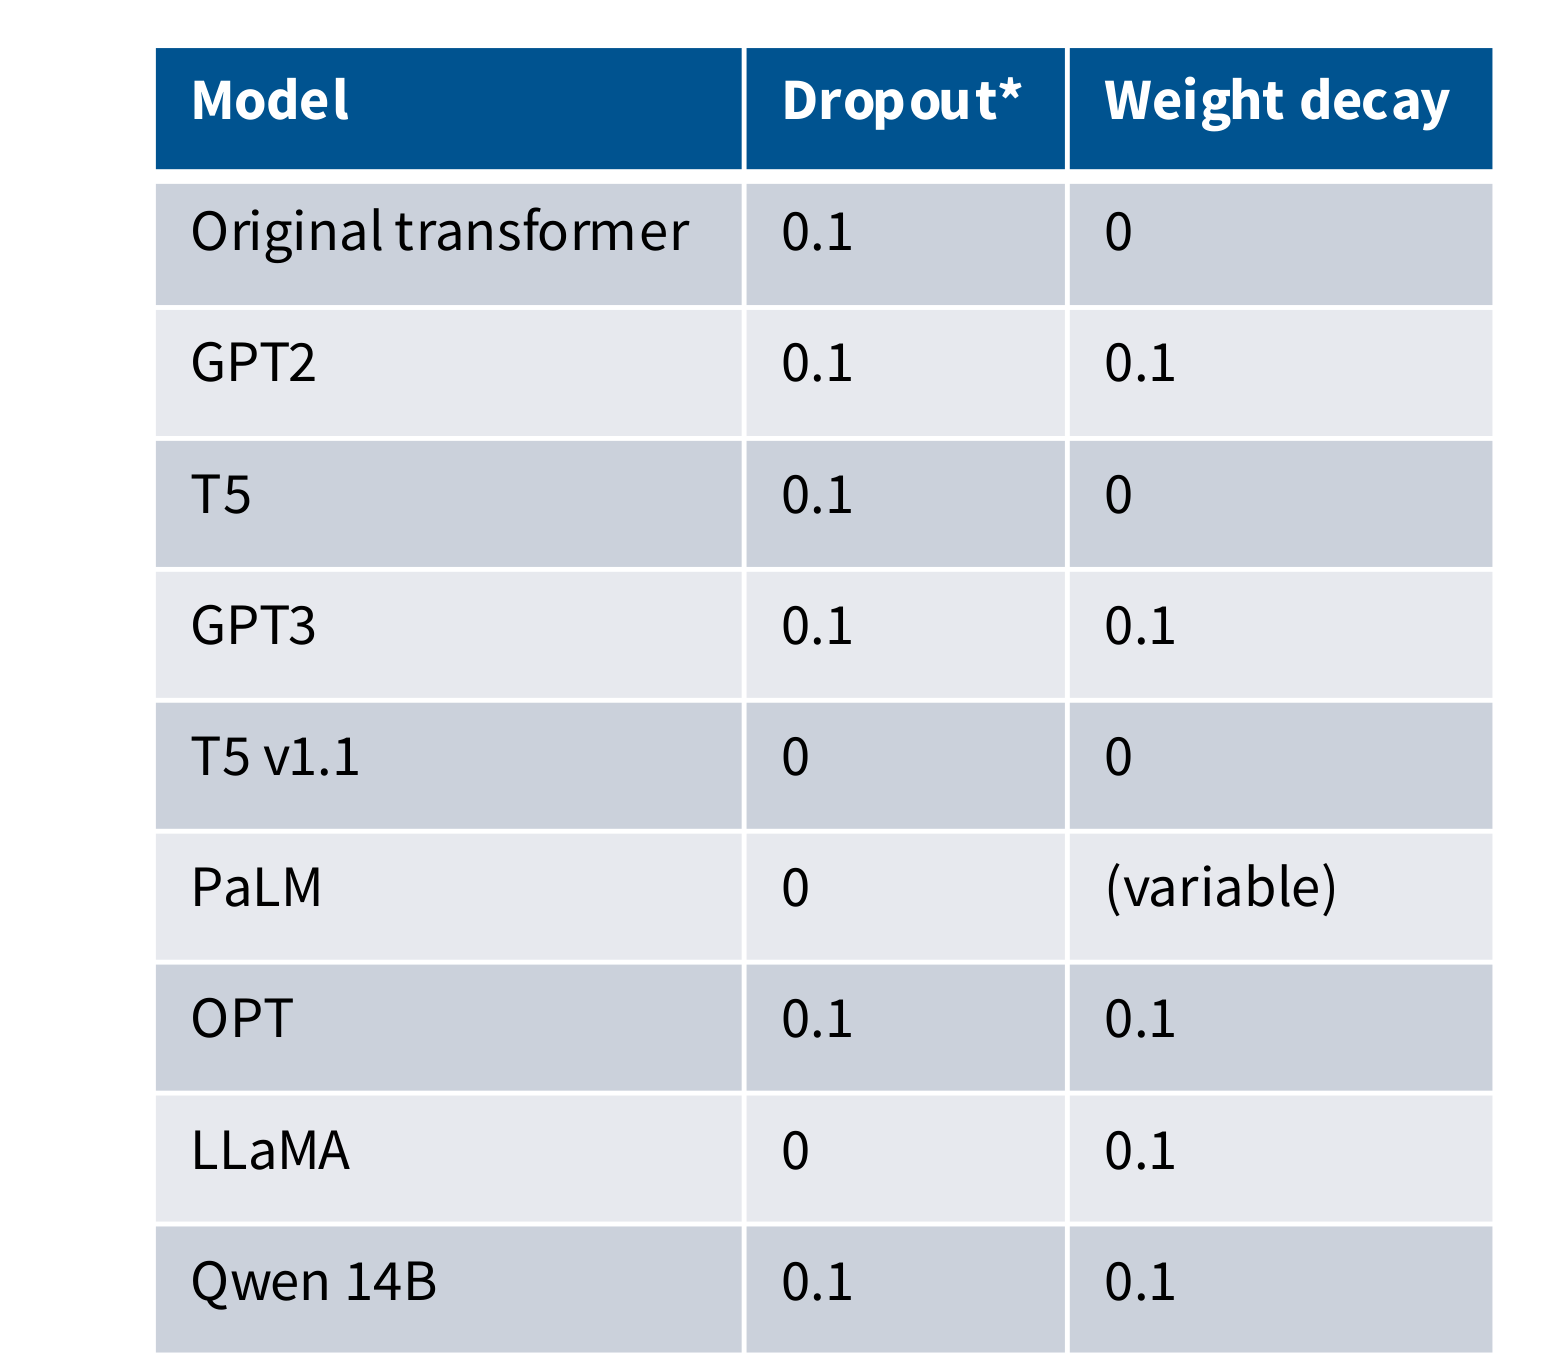 Model Dropout* Weight decay
Original transformer 0.1 0
GPT2 0.1 0.1
T5 0.1 0
GPT3 0.1 0.1
T5 v1.1 0 0
PaLM 0 (variable)
OPT 0.1 0.1
LLaMA 0 0.1
Qwen 14B 0.1 0.1